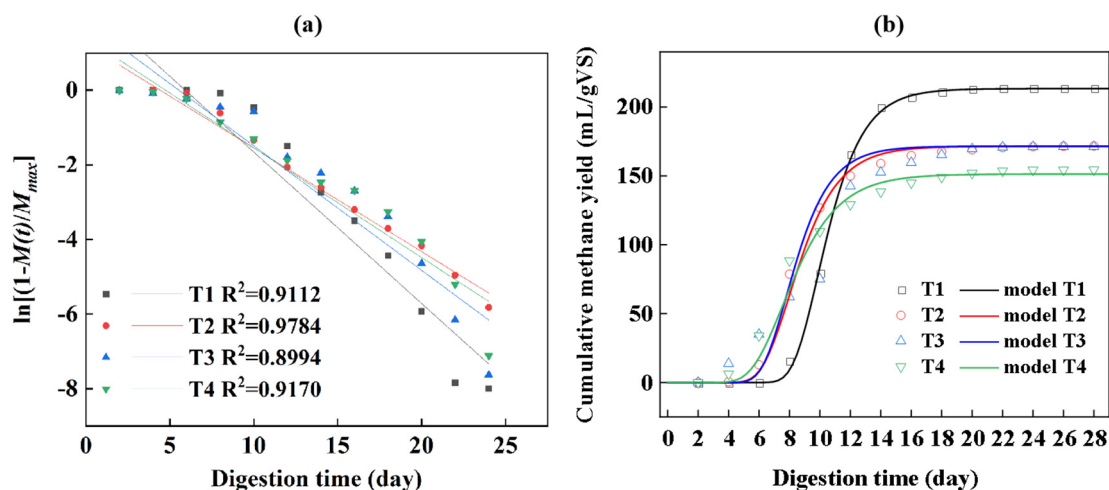 (a)
ln[(1-M(t)/M_max]
0
-2
-4
-6
-8
T1 R²=0.9112
T2 R²=0.9784
T3 R²=0.8994
T4 R²=0.9170
0 5 10 15 20 25
Digestion time (day)
(b)
Cumulative methane yield (mL/gVS)
200
150
100
50
0
T1 model T1
T2 model T2
T3 model T3
T4 model T4
0 2 4 6 8 10 12 14 16 18 20 22 24 26 28
Digestion time (day)